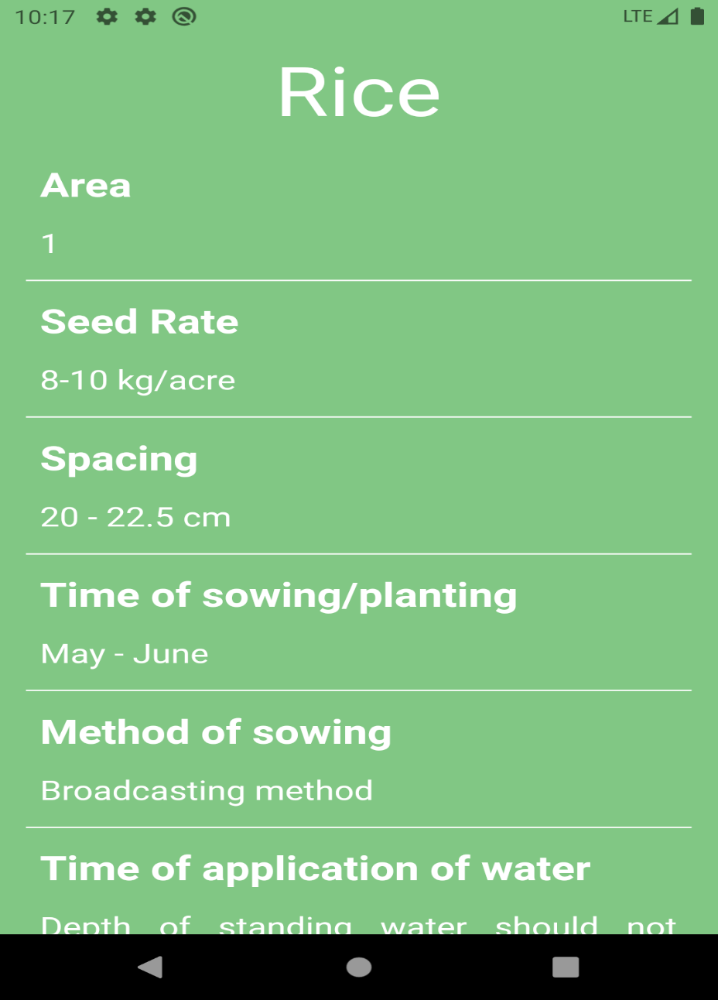 10:17
LTE
Rice
Area
1
Seed Rate
8-10 kg/acre
Spacing
20 - 22.5 cm
Time of sowing/planting
May - June
Method of sowing
Broadcasting method
Time of application of water
Depth of standing water should not